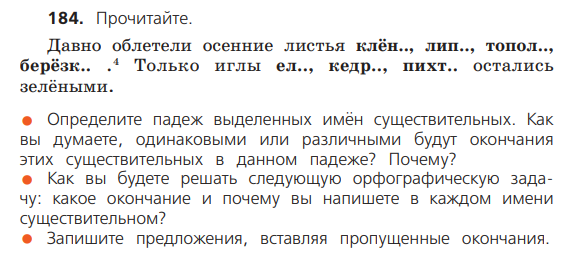 184. Прочитайте.
Давно облетели осенние листья клён.., лип.., топол..,
берёзк.. .⁴ Только иглы ел.., кедр.., пихт.. остались
зелёными.
● Определите падеж выделенных имён существительных. Как
вы думаете, одинаковыми или различными будут окончания
этих существительных в данном падеже? Почему?
● Как вы будете решать следующую орфографическую зада-
чу: какое окончание и почему вы напишете в каждом имени
существительном?
● Запишите предложения, вставляя пропущенные окончания.